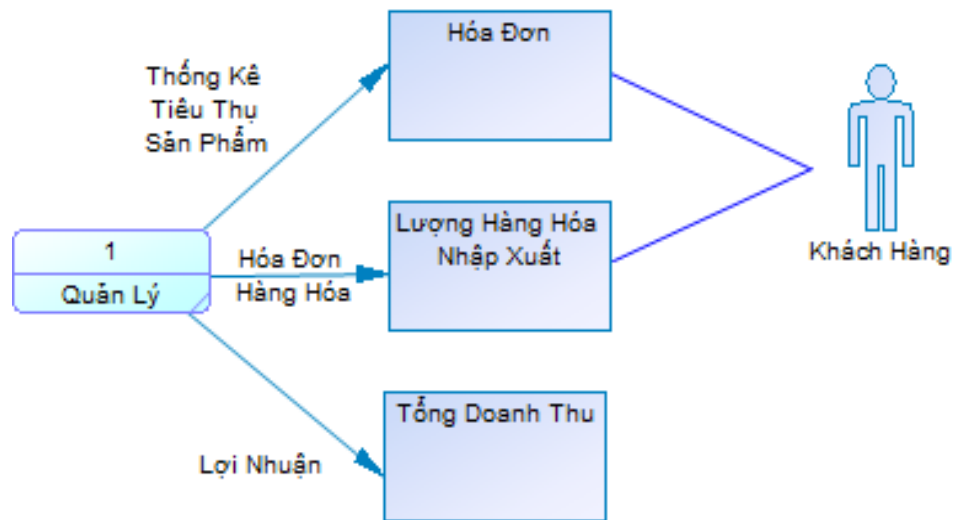 Hóa Đơn
Thống Kê
Tiêu Thụ
Sản Phẩm
Lượng Hàng Hóa
Nhập Xuất
Khách Hàng
1
Quản Lý
Hóa Đơn
Hàng Hóa
Tổng Doanh Thu
Lợi Nhuận